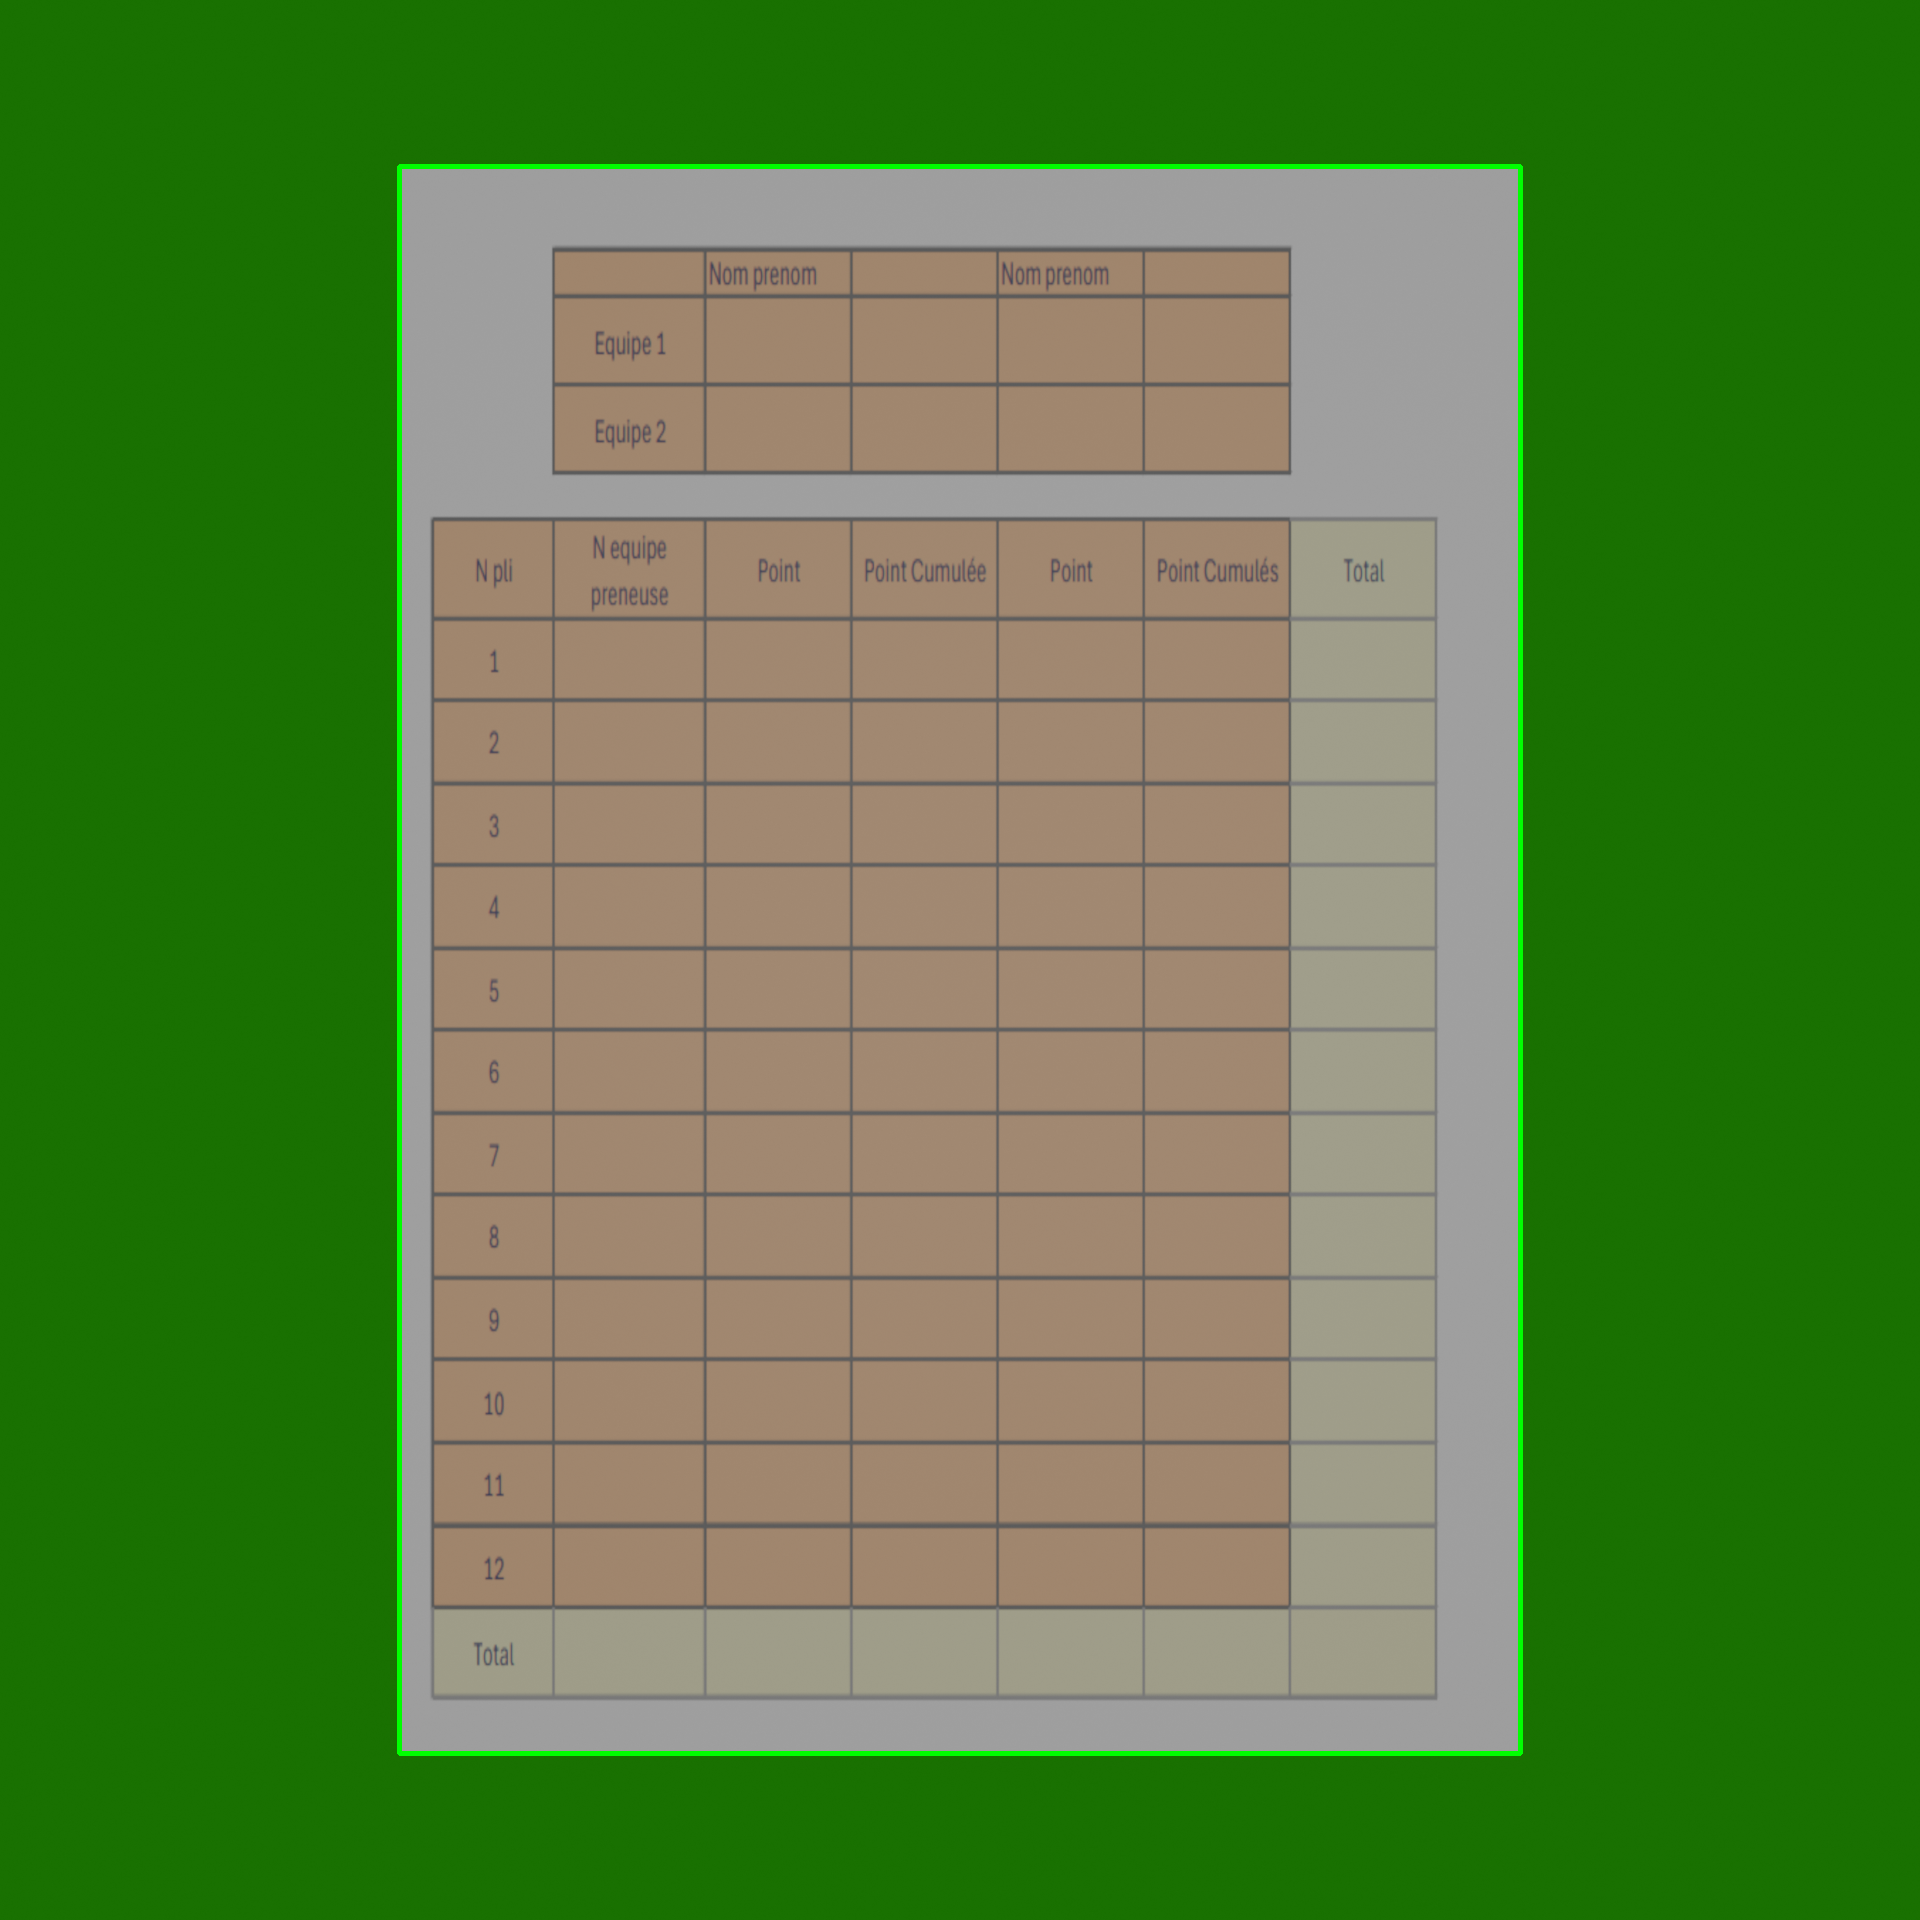 Nom prenom Nom prenom
Equipe 1
Equipe 2
N pli N equipe preneuse Point Point Cumulée Point Point Cumulés Total
1
2
3
4
5
6
7
8
9
10
11
12
Total